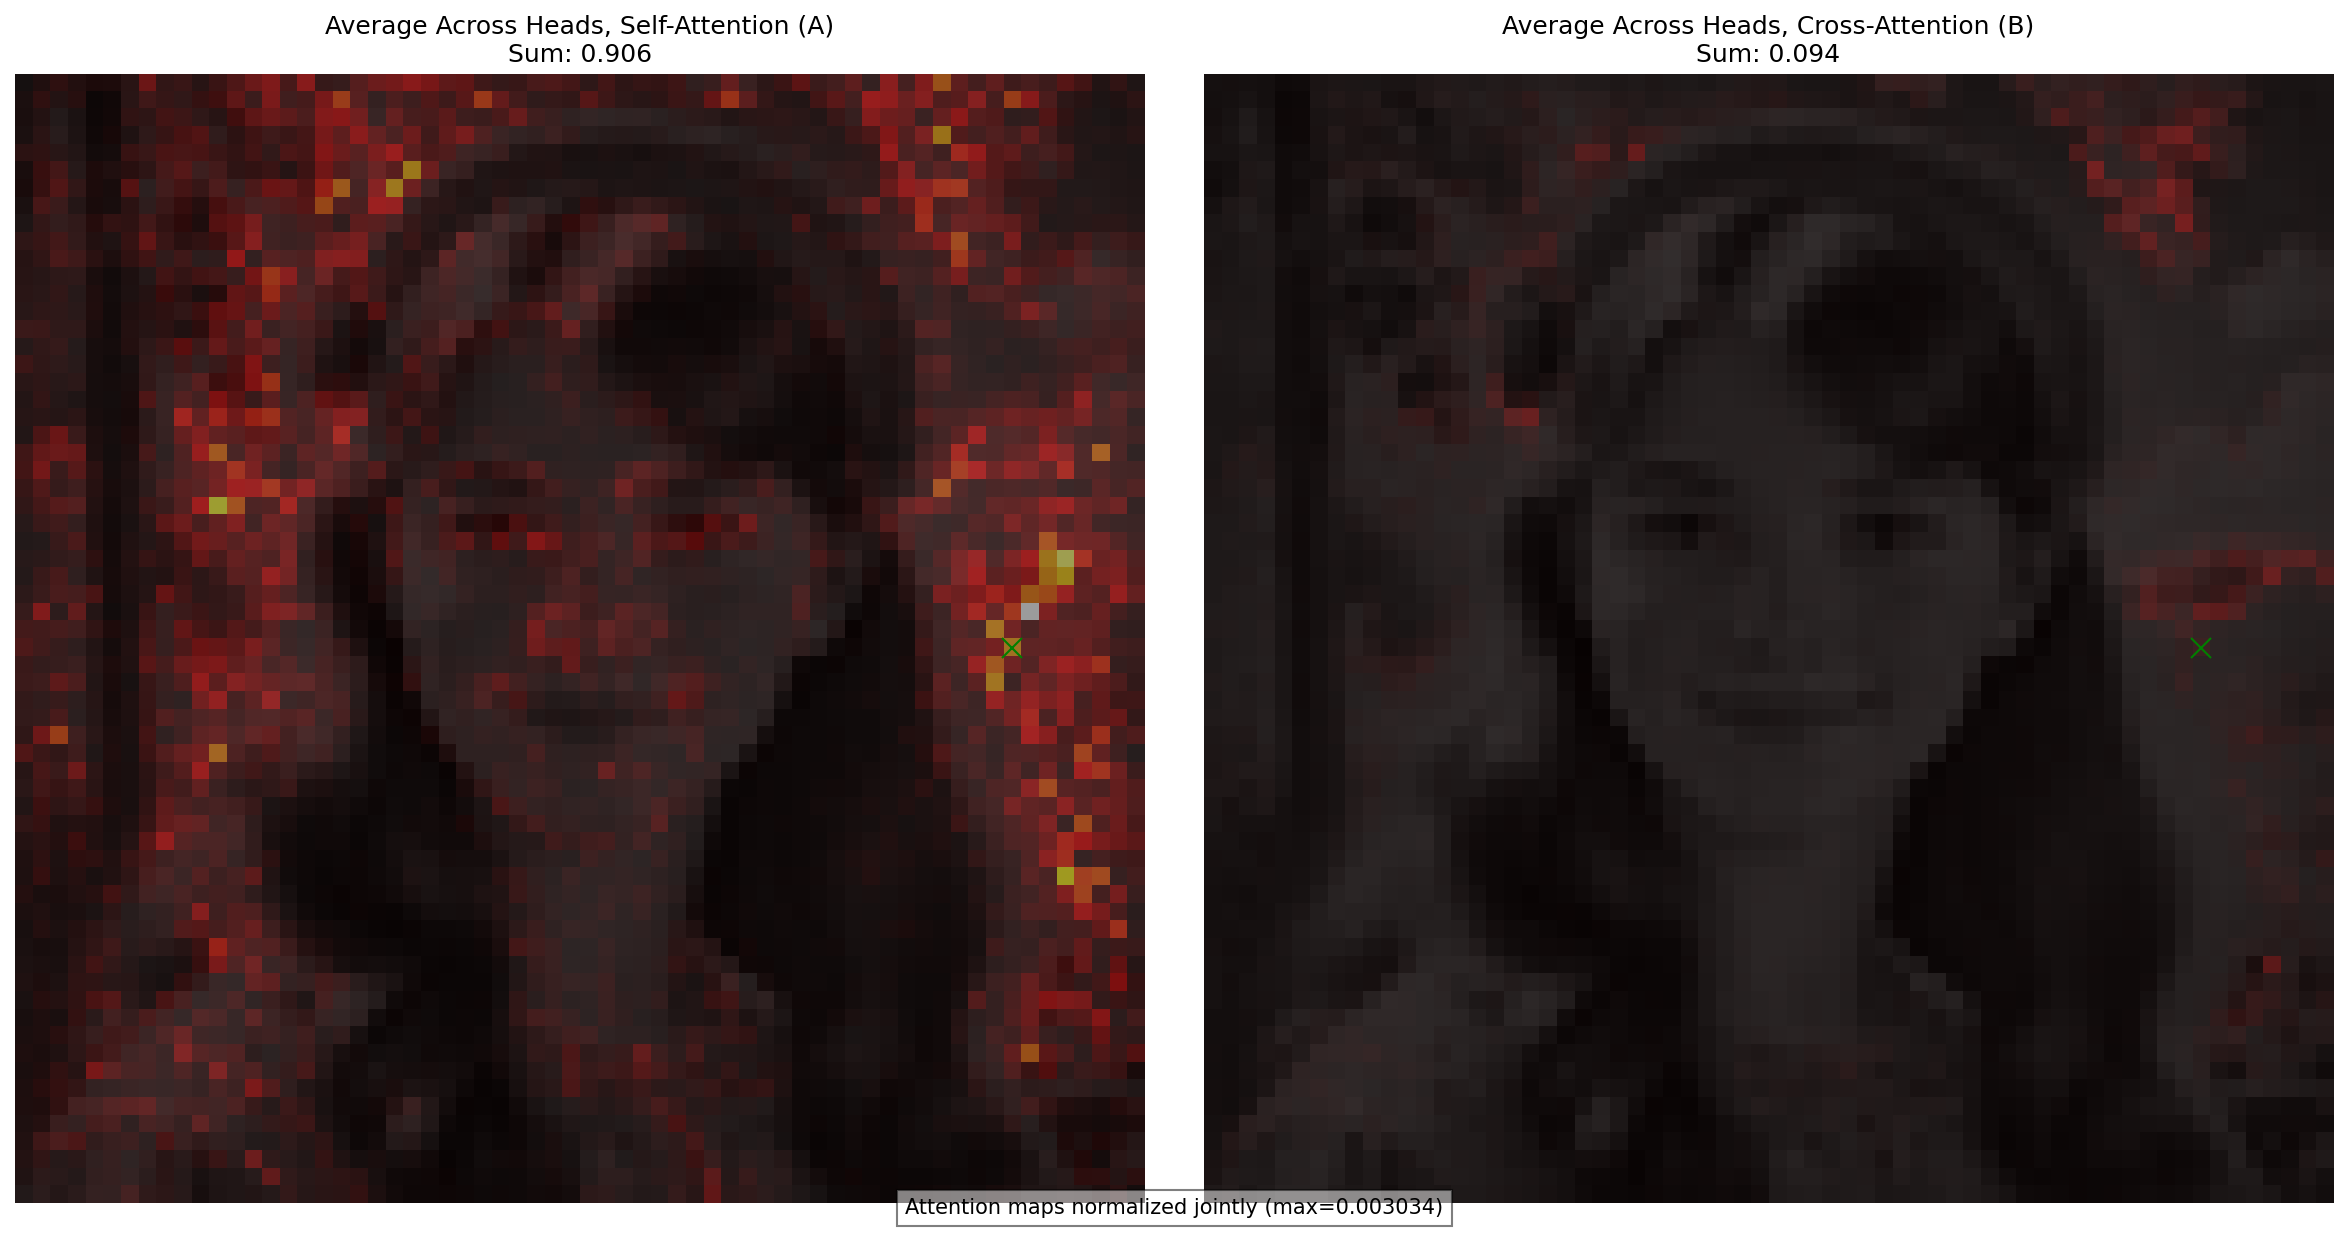 Average Across Heads, Self-Attention (A)
Sum: 0.906
Average Across Heads, Cross-Attention (B)
Sum: 0.094
Attention maps normalized jointly (max=0.003034)